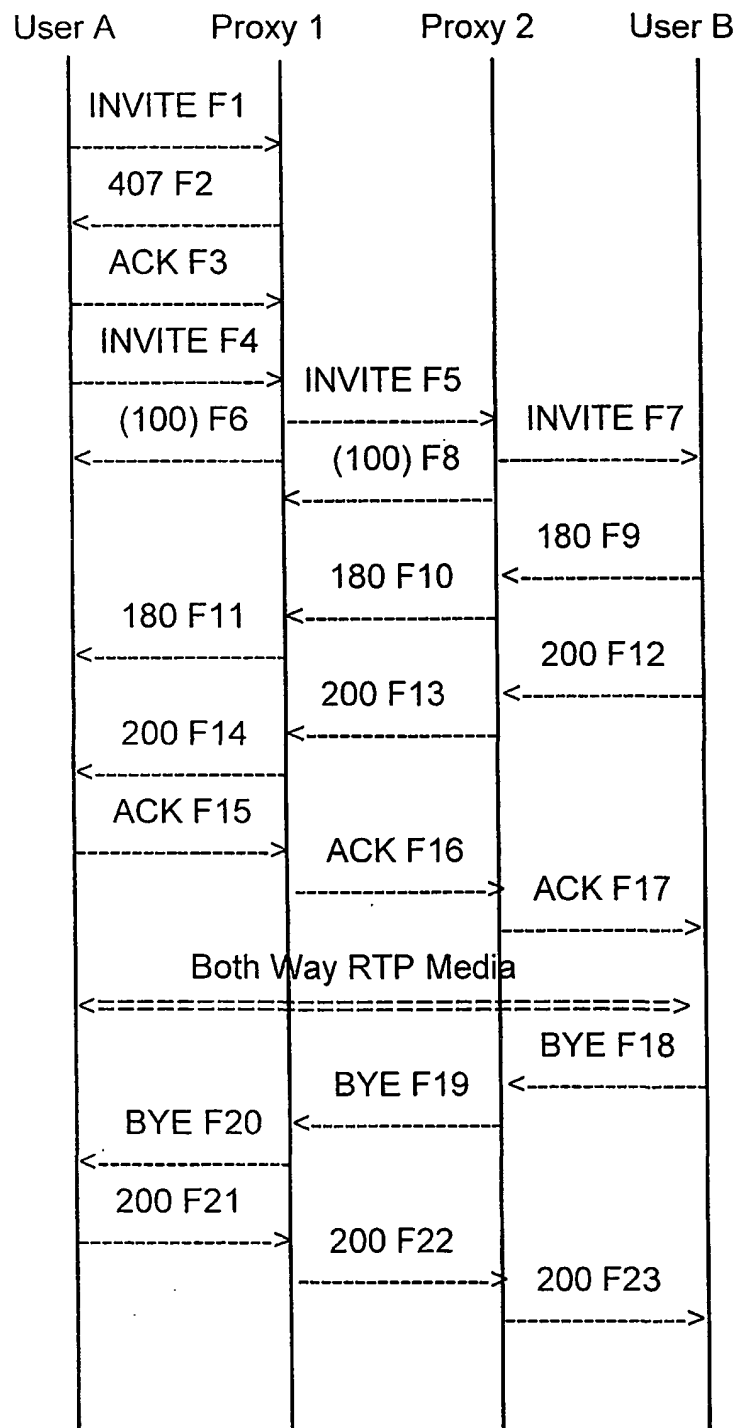 User A Proxy 1 Proxy 2 User B
INVITE F1
407 F2
ACK F3
INVITE F4
INVITE F5
(100) F6
INVITE F7
(100) F8
180 F9
180 F10
180 F11
200 F12
200 F13
200 F14
ACK F15
ACK F16
ACK F17
Both Way RTP Media
BYE F18
BYE F19
BYE F20
200 F21
200 F22
200 F23